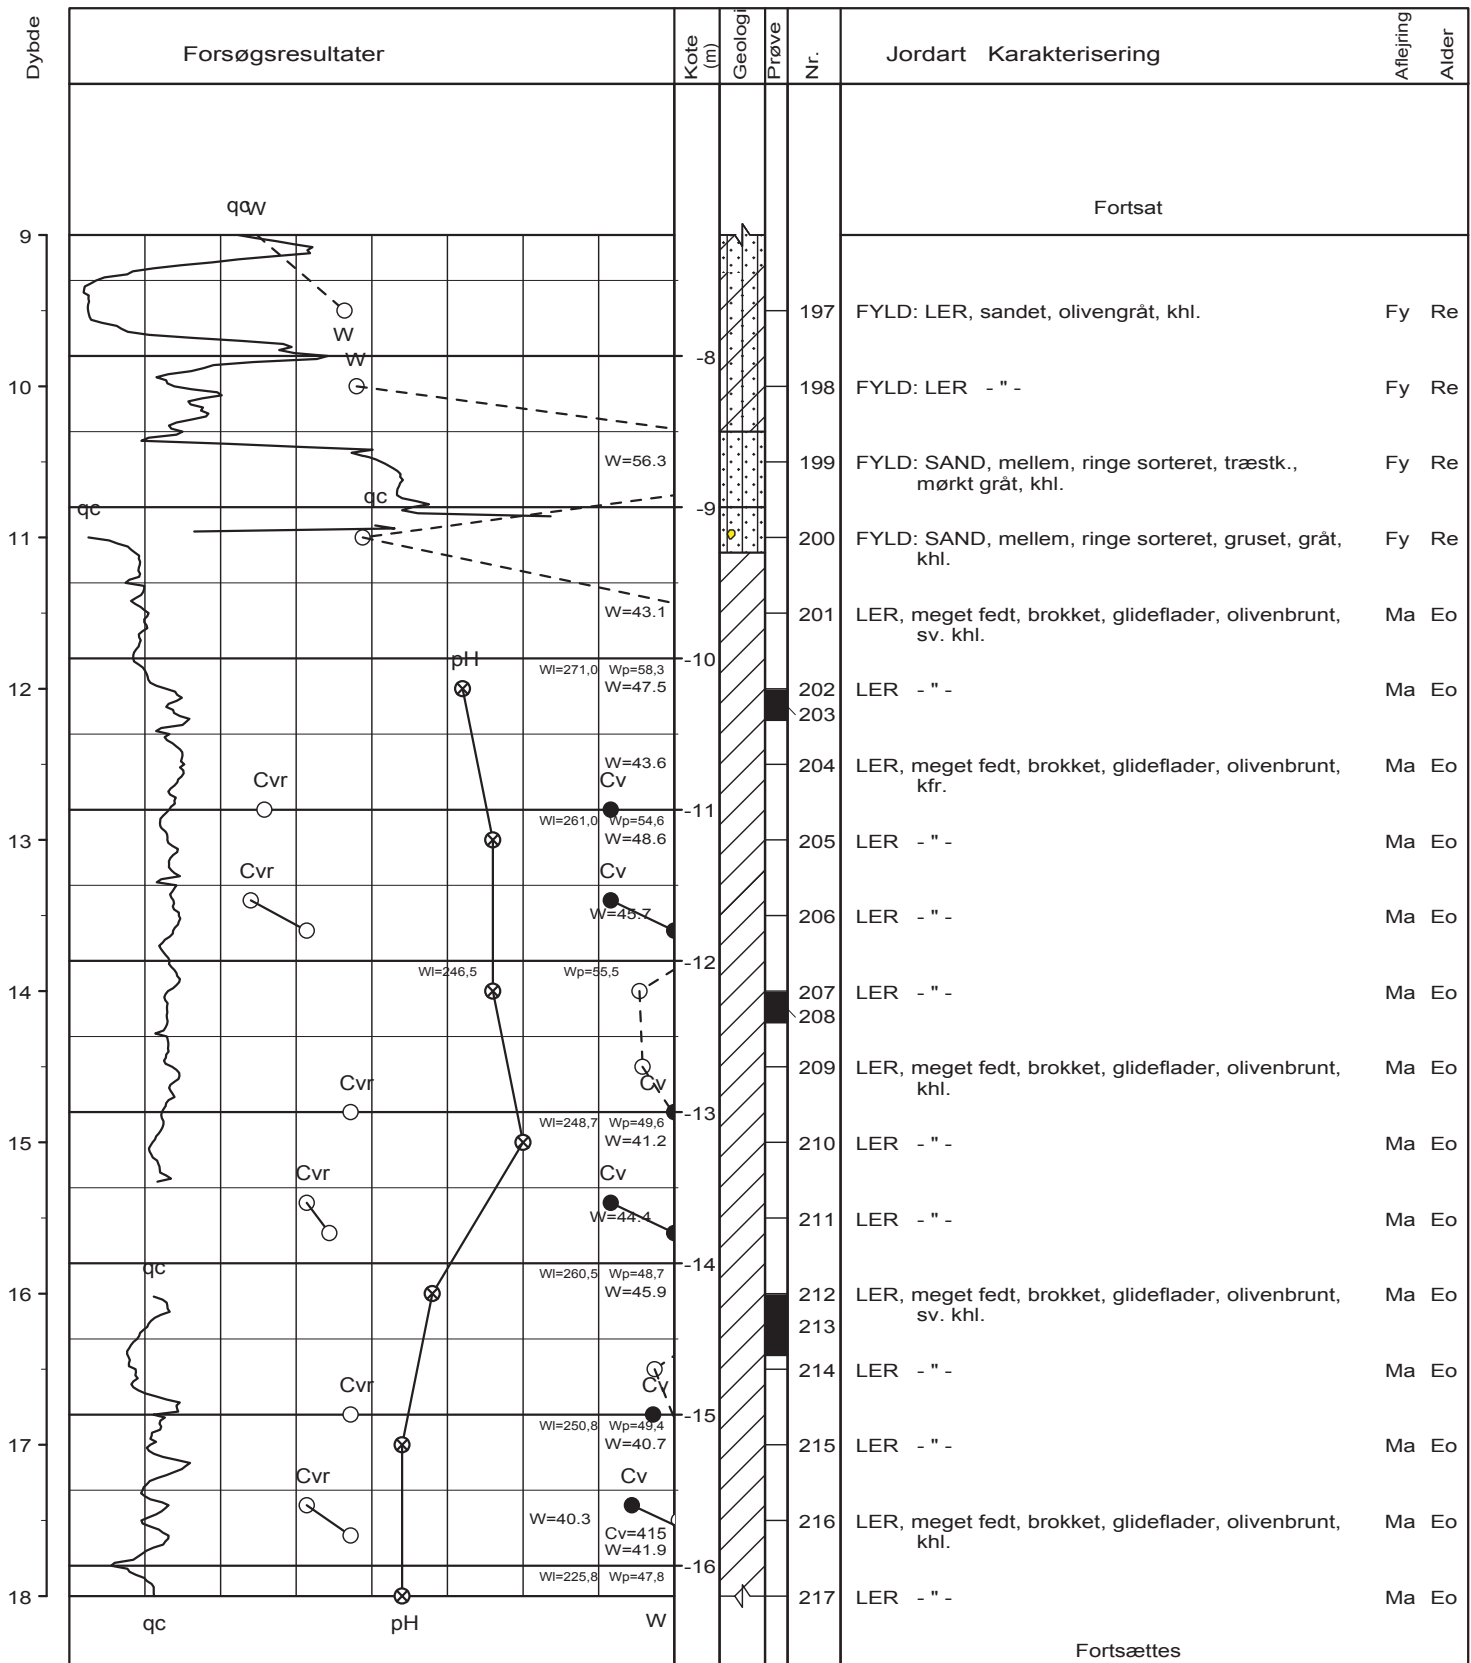 Dybde
Forsøgsresultater
Kote
(m)
Geologi
Prøve
Nr.
Jordart Karakterisering
Aflejring
Alder
qc W
Fortsat
9
197 FYLD: LER, sandet, olivengråt, khl. Fy Re
W
W
-8
10
198 FYLD: LER - " - Fy Re
W=56.3
199 FYLD: SAND, mellem, ringe sorteret, træstk., Fy Re
mørkt gråt, khl.
qc
qc
-9
11
200 FYLD: SAND, mellem, ringe sorteret, gruset, gråt, Fy Re
khl.
W=43.1
201 LER, meget fedt, brokket, glideflader, olivenbrunt, Ma Eo
sv. khl.
pH
-10
Wl=271,0 Wp=58,3
12
W=47.5
202 LER - " - Ma Eo
203
W=43.6
204 LER, meget fedt, brokket, glideflader, olivenbrunt, Ma Eo
kfr.
Cvr
Cv
-11
Wl=261,0 Wp=54,6
13
W=48.6
205 LER - " - Ma Eo
Cvr
Cv
W=45.7
206 LER - " - Ma Eo
-12
Wl=246,5 Wp=55,5
14
207 LER - " - Ma Eo
208
209 LER, meget fedt, brokket, glideflader, olivenbrunt, Ma Eo
khl.
Cvr
Cv
-13
Wl=248,7 Wp=49,6
15
W=41.2
210 LER - " - Ma Eo
Cvr
Cv
W=44.4
211 LER - " - Ma Eo
qc
-14
Wl=260,5 Wp=48,7
16
W=45.9
212 LER, meget fedt, brokket, glideflader, olivenbrunt, Ma Eo
sv. khl.
213
214 LER - " - Ma Eo
Cvr
Cv
-15
Wl=250,8 Wp=49,4
17
W=40.7
215 LER - " - Ma Eo
Cvr
Cv
W=40.3
216 LER, meget fedt, brokket, glideflader, olivenbrunt, Ma Eo
khl.
Cv=415
W=41.9
-16
Wl=225,8 Wp=47,8
18
217 LER - " - Ma Eo
qc
pH
W
Fortsættes